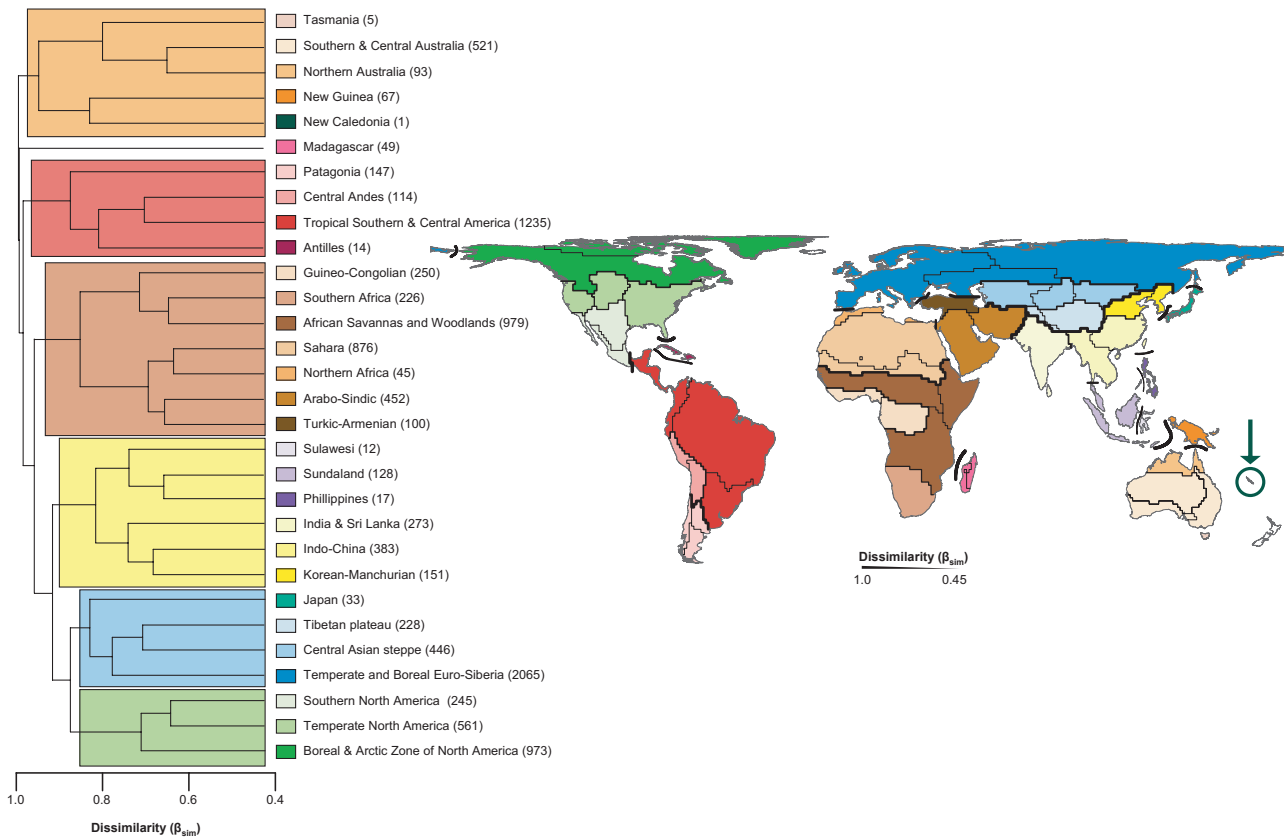 Tasmania (5)
Southern & Central Australia (521)
Northern Australia (93)
New Guinea (67)
New Caledonia (1)
Madagascar (49)
Patagonia (147)
Central Andes (114)
Tropical Southern & Central America (1235)
Antilles (14)
Guineo-Congolian (250)
Southern Africa (226)
African Savannas and Woodlands (979)
Sahara (876)
Northern Africa (45)
Arabo-Sindic (452)
Turkic-Armenian (100)
Sulawesi (12)
Sundaland (128)
Phillippines (17)
India & Sri Lanka (273)
Indo-China (383)
Korean-Manchurian (151)
Japan (33)
Tibetan plateau (228)
Central Asian steppe (446)
Temperate and Boreal Euro-Siberia (2065)
Southern North America (245)
Temperate North America (561)
Boreal & Arctic Zone of North America (973)
1.0 0.8 0.6 0.4
Dissimilarity (βsim)
Dissimilarity (βsim)
1.0 0.45